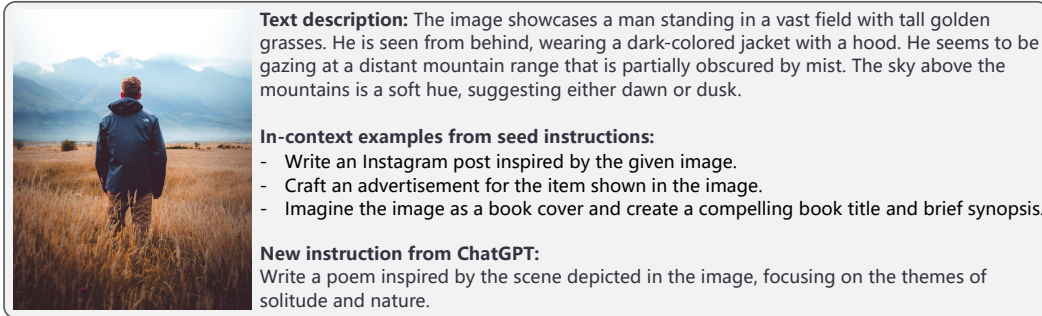 Text description: The image showcases a man standing in a vast field with tall golden
grasses. He is seen from behind, wearing a dark-colored jacket with a hood. He seems to be
gazing at a distant mountain range that is partially obscured by mist. The sky above the
mountains is a soft hue, suggesting either dawn or dusk.
In-context examples from seed instructions:
- Write an Instagram post inspired by the given image.
- Craft an advertisement for the item shown in the image.
- Imagine the image as a book cover and create a compelling book title and brief synopsis.
New instruction from ChatGPT:
Write a poem inspired by the scene depicted in the image, focusing on the themes of
solitude and nature.